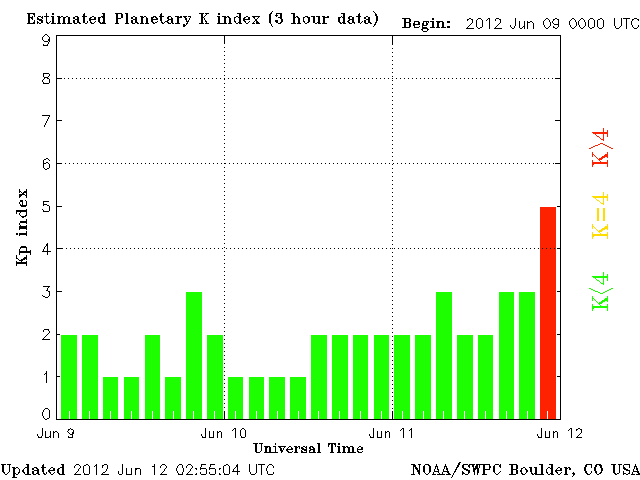 Estimated Planetary K index (3 hour data)
Begin: 2012 Jun 09 0000 UTC
9
8
7
6
5
4
3
2
1
0
Kp index
K>4
K=4
K<4
Jun 9
Jun 10
Jun 11
Jun 12
Universal Time
Updated 2012 Jun 12 02:55:04 UTC
NOAA/SWPC Boulder, CO USA